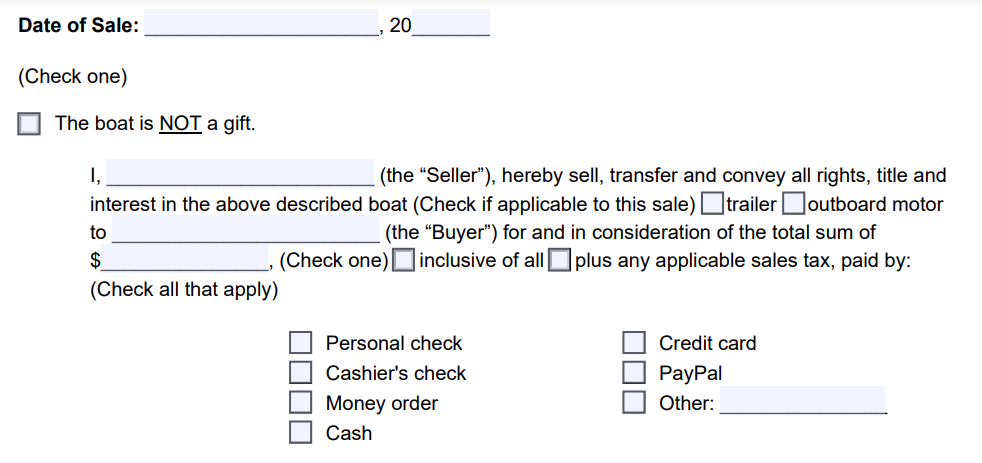 Date of Sale: ____________________, 20_______
(Check one)
☐ The boat is NOT a gift.
I, ________________________ (the “Seller”), hereby sell, transfer and convey all rights, title and
interest in the above described boat (Check if applicable to this sale) ☐ trailer ☐ outboard motor
to ________________________ (the “Buyer”) for and in consideration of the total sum of
$_______________, (Check one) ☐ inclusive of all ☐ plus any applicable sales tax, paid by:
(Check all that apply)
☐ Personal check
☐ Cashier's check
☐ Money order
☐ Cash
☐ Credit card
☐ PayPal
☐ Other: _______________.